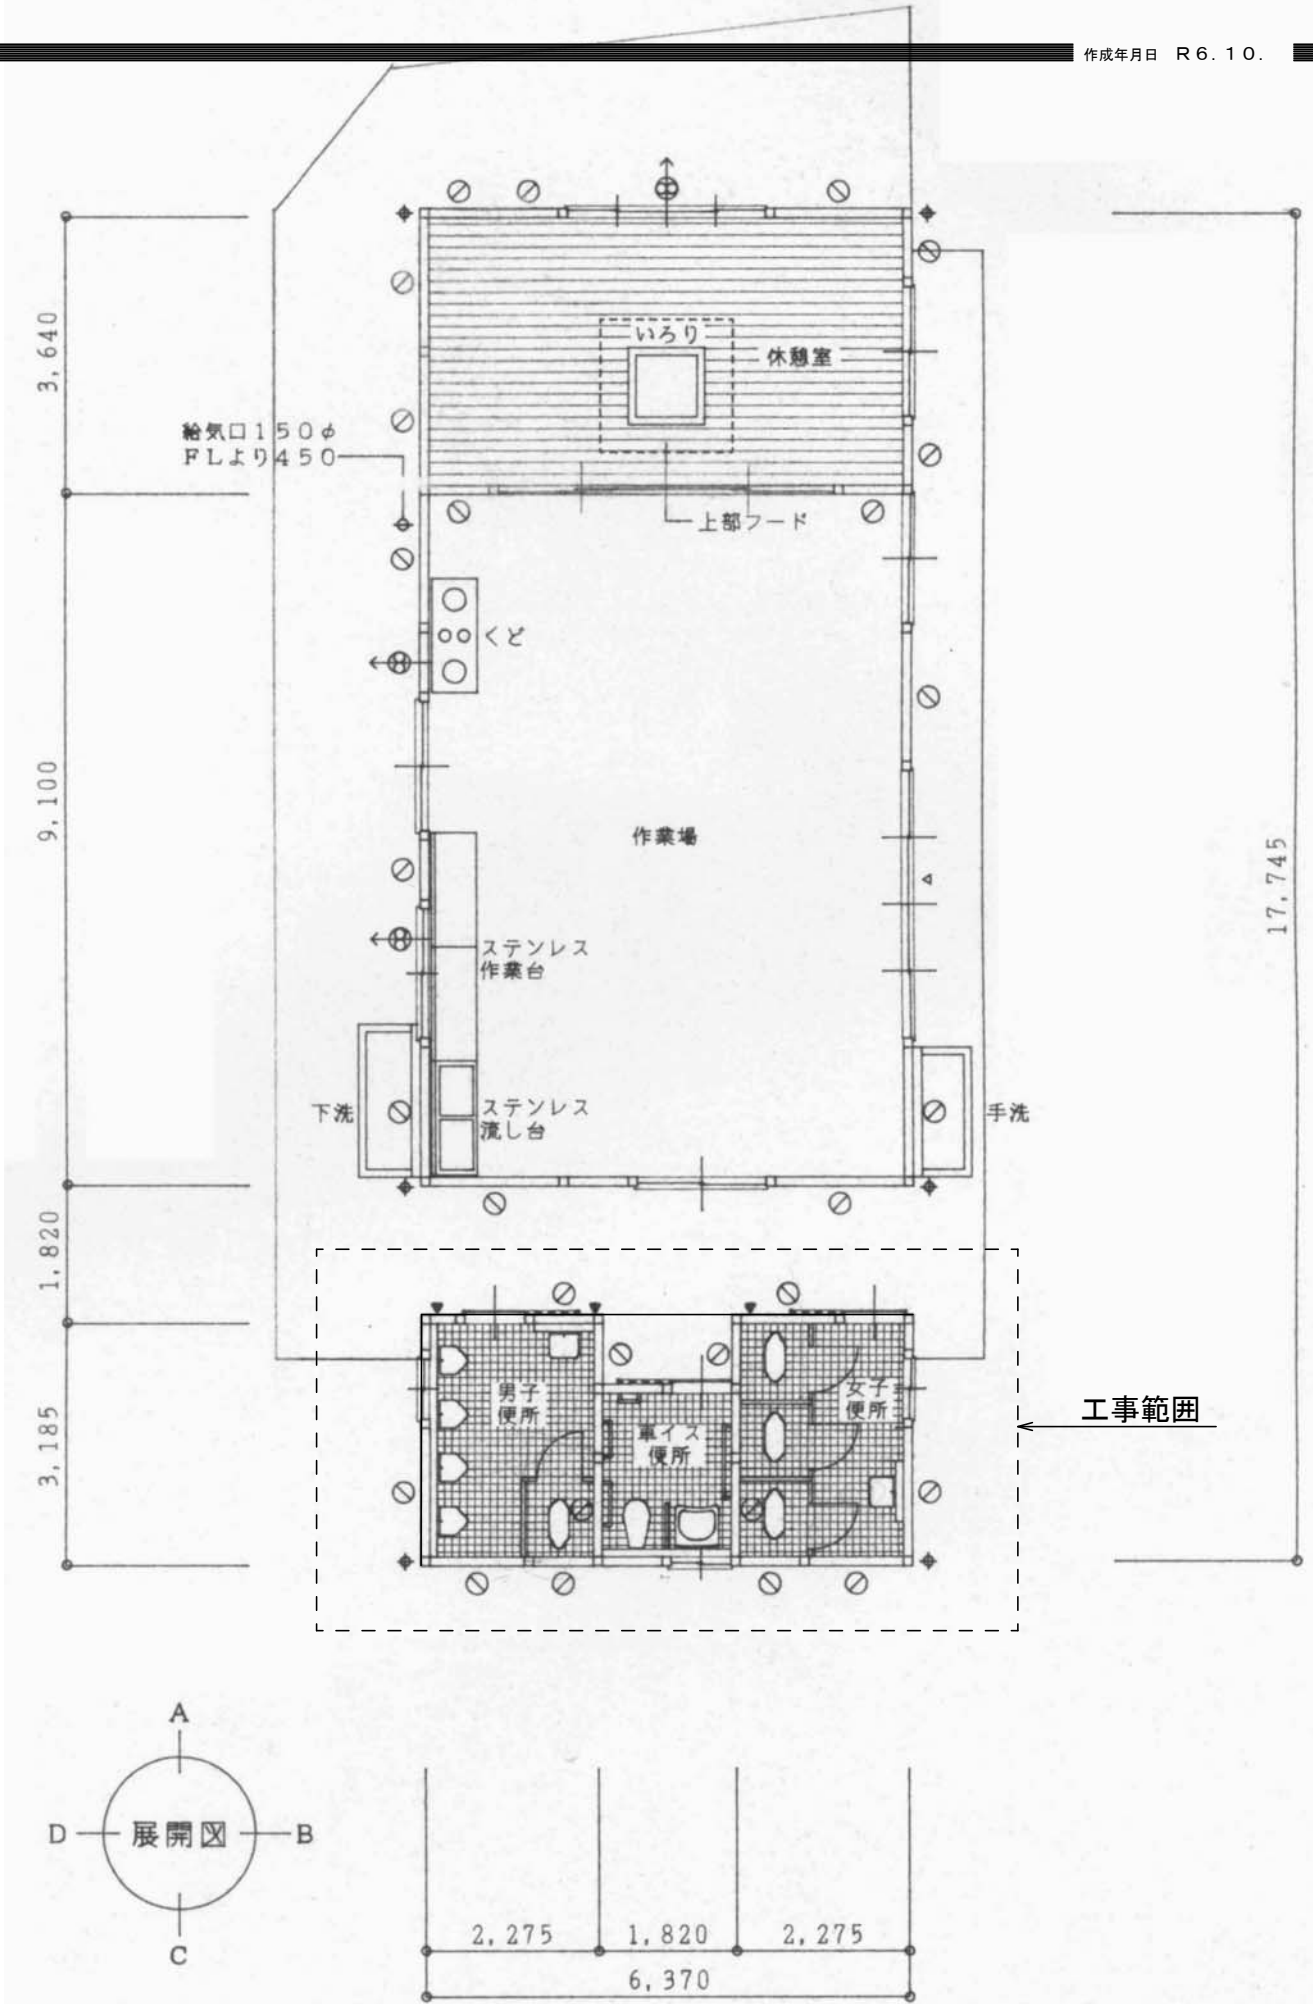 作成年月日 R6.10.
3,640
いろり
休憩室
給気口150φ
FLより450
上部フード
くど
9,100
作業場
17,745
ステンレス
作業台
下洗
ステンレス
流し台
手洗
1,820
男子
便所
女子
便所
車イス
便所
工事範囲
3,185
A
D
展開図
B
C
2,275
1,820
2,275
6,370